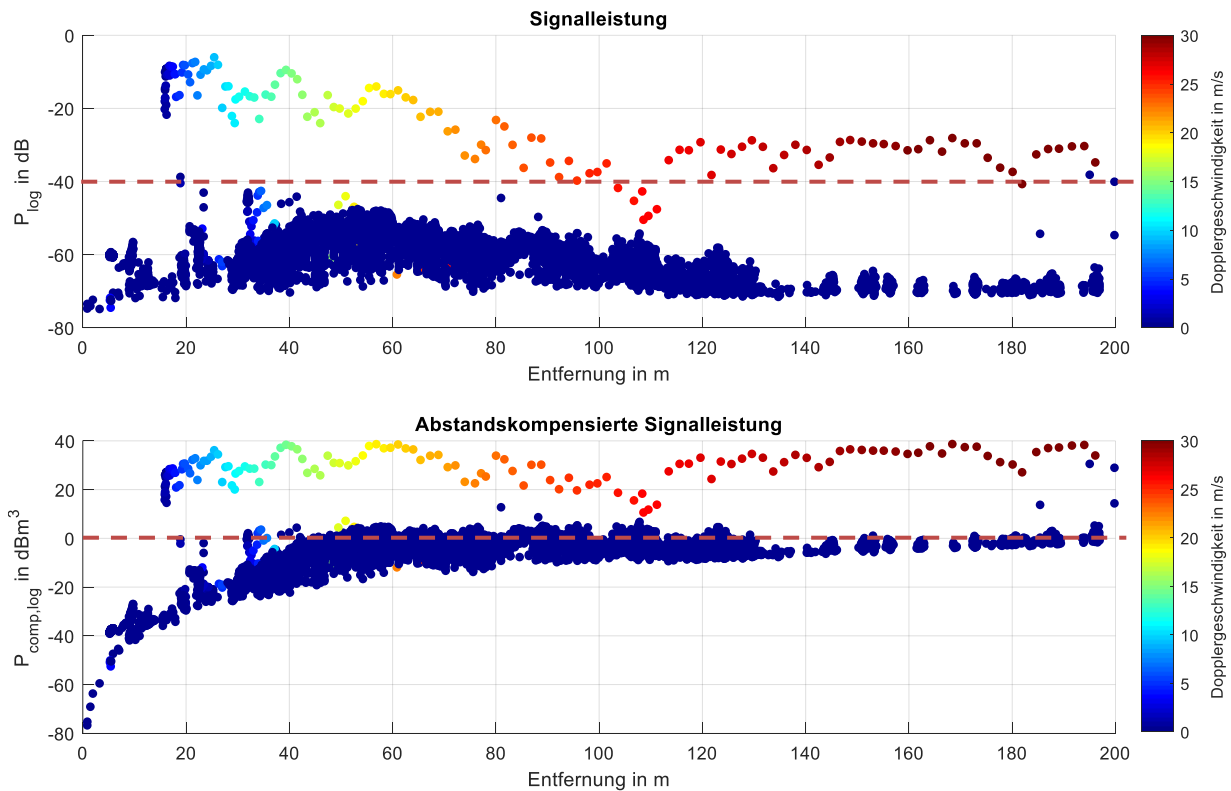 Signalleistung
P_log in dB
0
-20
-40
-60
-80
0 20 40 60 80 100 120 140 160 180 200
Entfernung in m
30
25
20
15
10
5
0
Dopplergeschwindigkeit in m/s
Abstandskompensierte Signalleistung
P_comp,log in dBm³
40
20
0
-20
-40
-60
-80
0 20 40 60 80 100 120 140 160 180 200
Entfernung in m
30
25
20
15
10
5
0
Dopplergeschwindigkeit in m/s